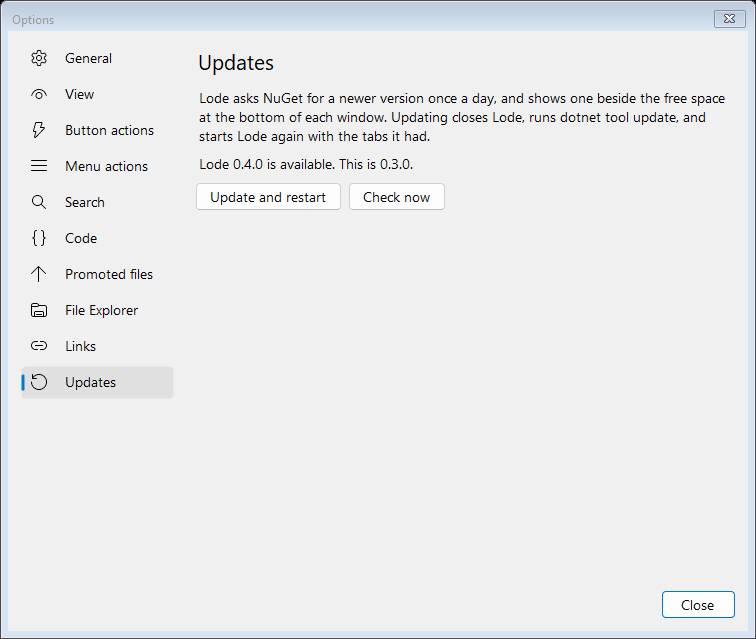 Options
General
View
Button actions
Menu actions
Search
Code
Promoted files
File Explorer
Links
Updates
Updates
Lode asks NuGet for a newer version once a day, and shows one beside the free space
at the bottom of each window. Updating closes Lode, runs dotnet tool update, and
starts Lode again with the tabs it had.
Lode 0.4.0 is available. This is 0.3.0.
Update and restart
Check now
Close